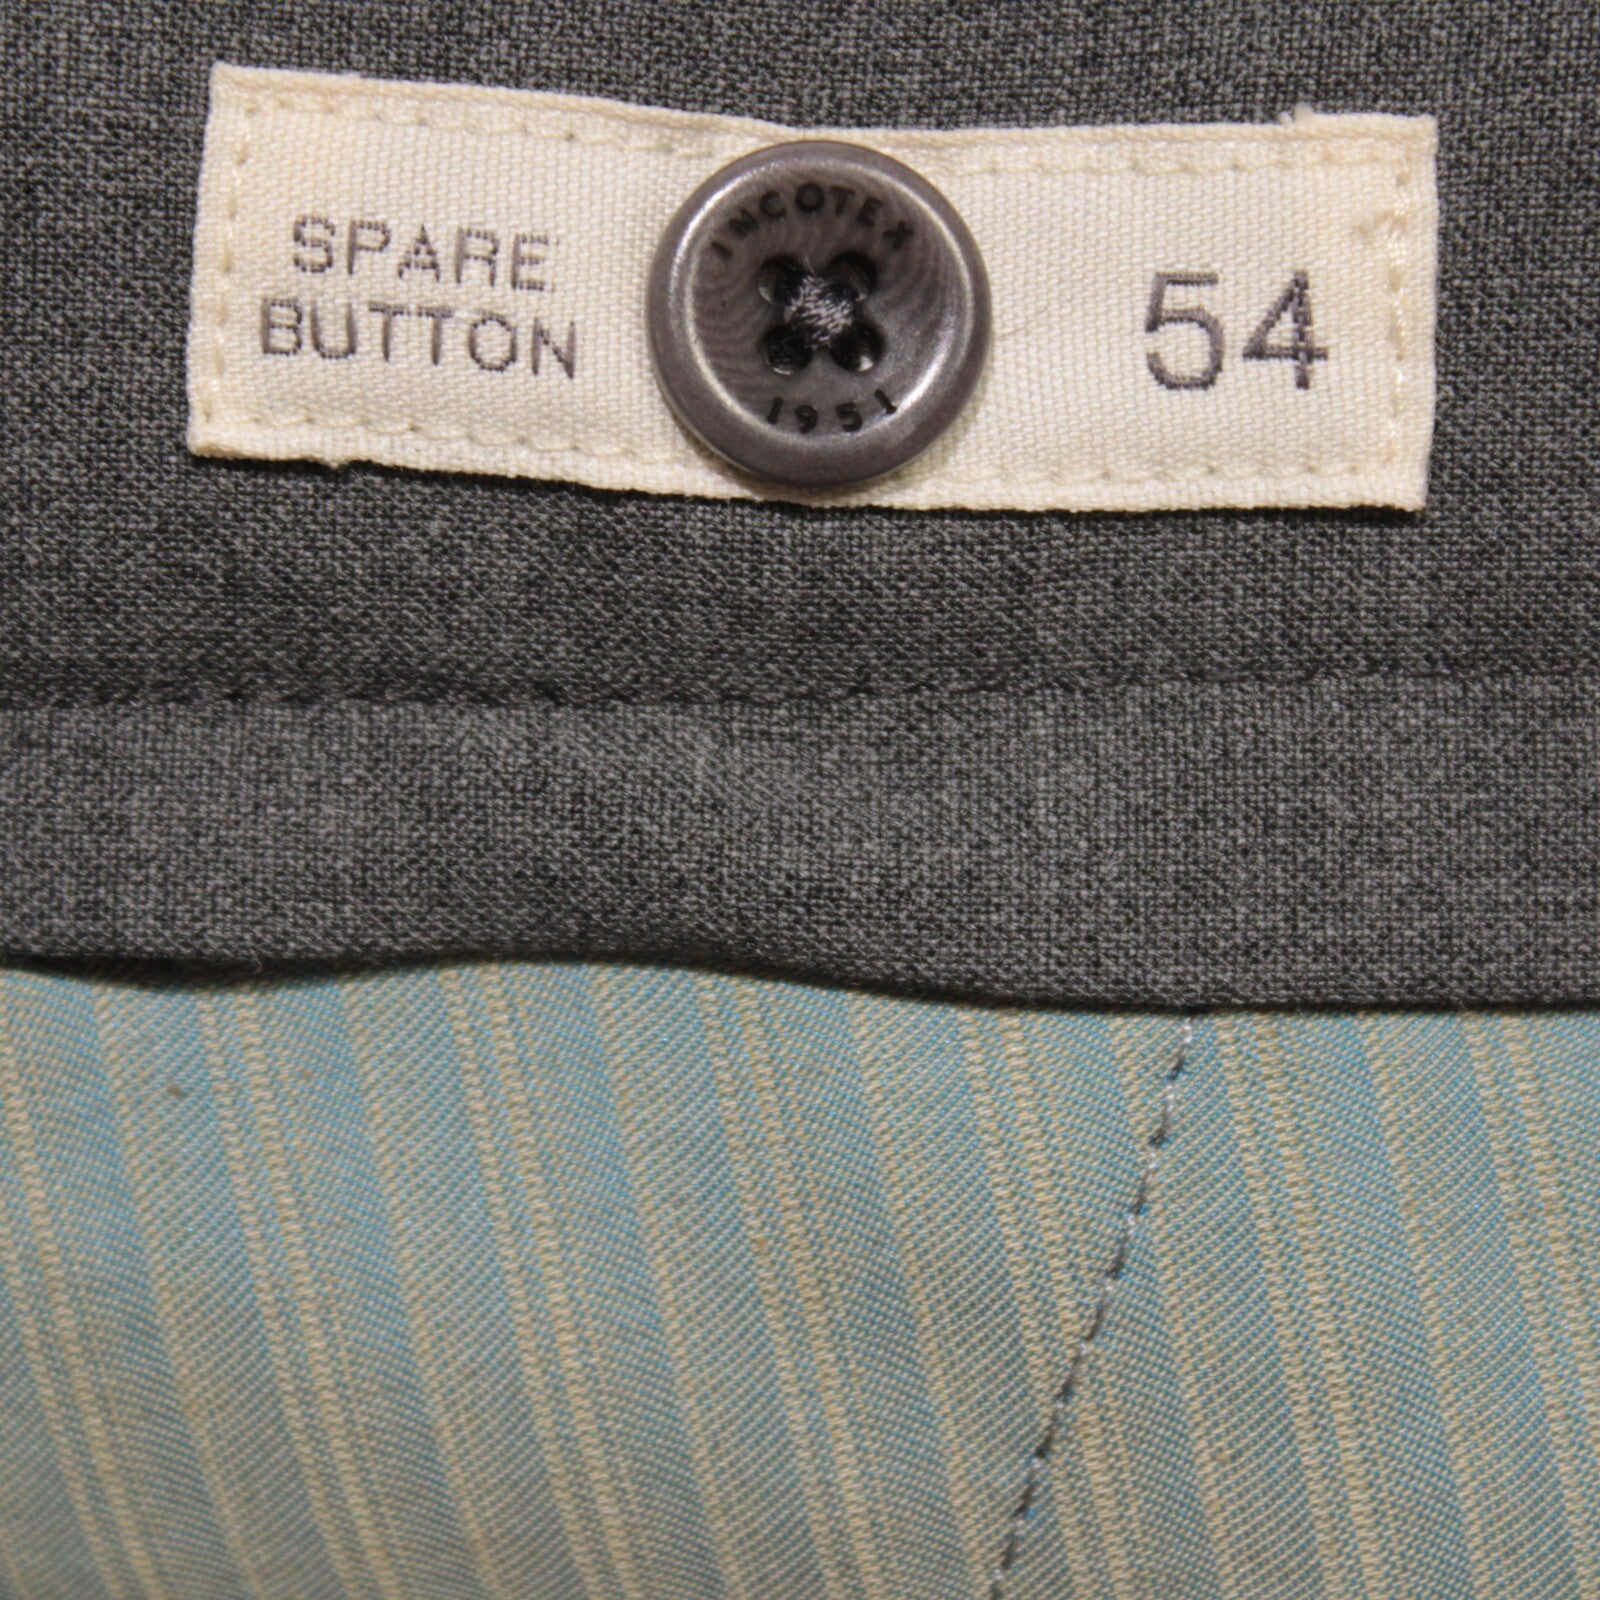 SPARE
BUTTON
INCOTEX
1951
54